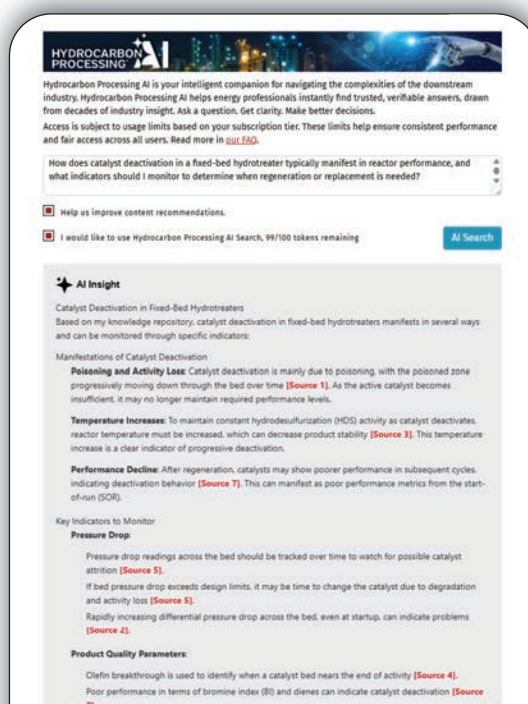 HYDROCARBON
PROCESSING AI
Hydrocarbon Processing AI is your intelligent companion for navigating the complexities of the downstream
industry. Hydrocarbon Processing AI helps energy professionals instantly find trusted, verifiable answers, drawn
from decades of industry insight. Ask a question. Get clarity. Make better decisions.
Access is subject to usage limits based on your subscription tier. These limits help ensure consistent performance
and fair access across all users. Read more in our FAQ.
How does catalyst deactivation in a fixed-bed hydrotreater typically manifest in reactor performance, and
what indicators should I monitor to determine when regeneration or replacement is needed?
Help us improve content recommendations.
I would like to use Hydrocarbon Processing AI Search, 99/100 tokens remaining
AI Search
AI Insight
Catalyst Deactivation in Fixed-Bed Hydrotreaters
Based on my knowledge repository, catalyst deactivation in fixed-bed hydrotreaters manifests in several ways
and can be monitored through specific indicators:
Manifestations of Catalyst Deactivation
Poisoning and Activity Loss: Catalyst deactivation is mainly due to poisoning, with the poisoned zone
progressively moving down through the bed over time [Source 1]. As the active catalyst becomes
insufficient, it may no longer maintain required performance levels.
Temperature Increases: To maintain constant hydrodesulfurization (HDS) activity as catalyst deactivates,
reactor temperature must be increased, which can decrease product stability [Source 3]. This temperature
increase is a clear indicator of progressive deactivation.
Performance Decline: After regeneration, catalysts may show poorer performance in subsequent cycles,
indicating deactivation behavior [Source 7]. This can manifest as poor performance metrics from the start-
of-run (SOR).
Key Indicators to Monitor
Pressure Drop:
Pressure drop readings across the bed should be tracked over time to watch for possible catalyst
attrition [Source 5].
If bed pressure drop exceeds design limits, it may be time to change the catalyst due to degradation
and activity loss [Source 5].
Rapidly increasing differential pressure drop across the bed, even at startup, can indicate problems
[Source 2].
Product Quality Parameters:
Olefin breakthrough is used to identify when a catalyst bed nears the end of activity [Source 4].
Poor performance in terms of bromine index (BI) and dienes can indicate catalyst deactivation [Source